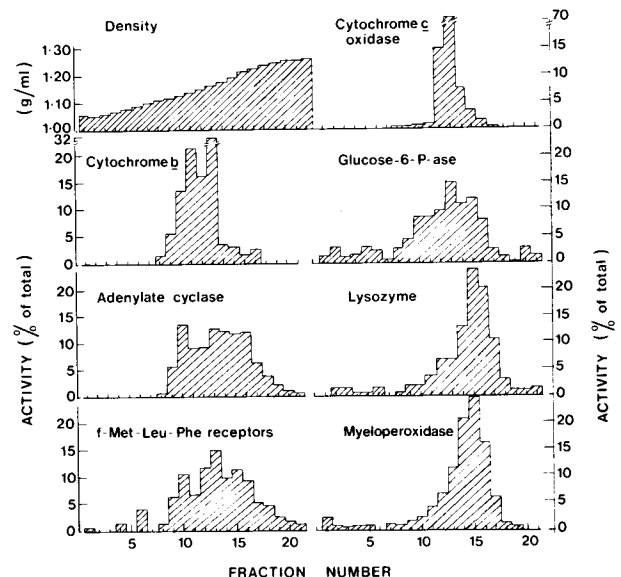 Density
Cytochrome c
oxidase
70
1·30
1·20
1·10
1·00
(g/ml)
20
15
10
5
0
Cytochrome b
Glucose-6-P-ase
32
20
15
10
5
0
20
15
10
5
0
Adenylate cyclase
Lysozyme
20
15
10
5
0
20
15
10
5
0
f-Met-Leu-Phe receptors
Myeloperoxidase
20
15
10
5
0
20
15
10
5
0
ACTIVITY (% of total)
ACTIVITY (% of total)
5 10 15 20
5 10 15 20
FRACTION NUMBER